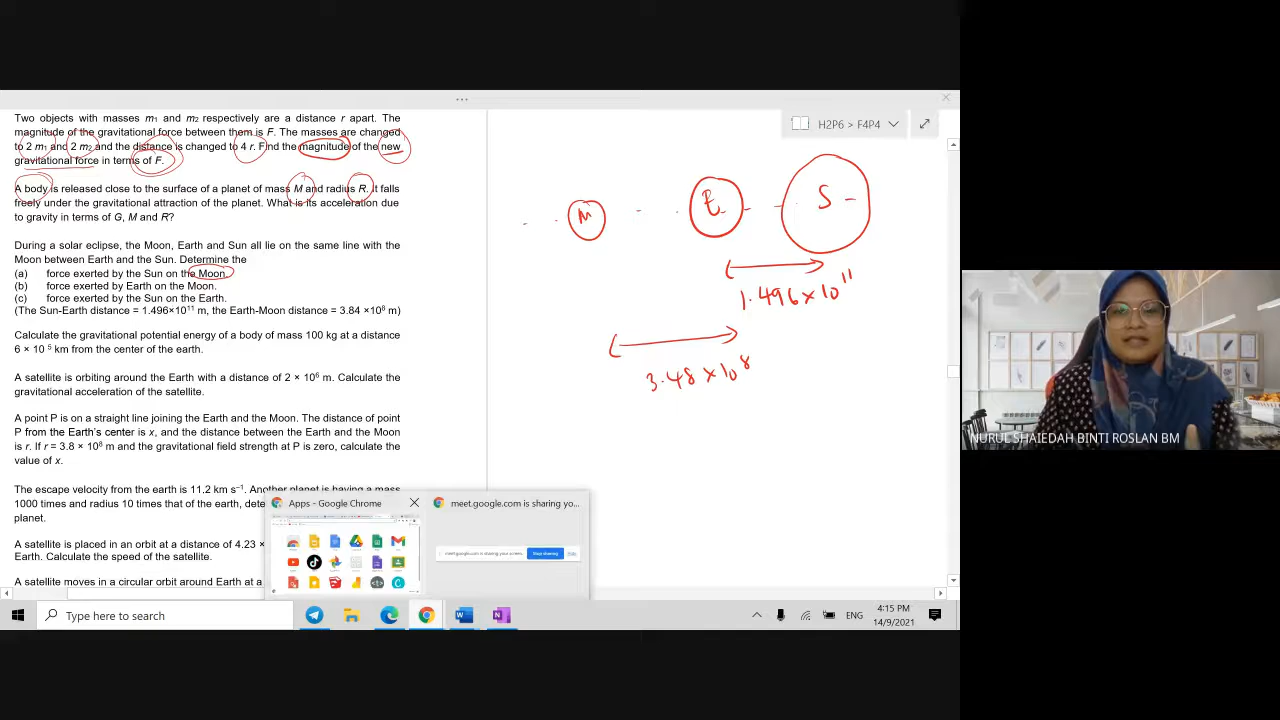 Two objects with masses m1 and m2 respectively are a distance r apart. The
magnitude of the gravitational force between them is F. The masses are changed
to 2 m1 and 2 m2 and the distance is changed to 4 r. Find the magnitude of the new
gravitational force in terms of F.
A body is released close to the surface of a planet of mass M and radius R. It falls
freely under the gravitational attraction of the planet. What is its acceleration due
to gravity in terms of G, M and R?
During a solar eclipse, the Moon, Earth and Sun all lie on the same line with the
Moon between Earth and the Sun. Determine the
(a) force exerted by the Sun on the Moon.
(b) force exerted by Earth on the Moon.
(c) force exerted by the Sun on the Earth.
(The Sun-Earth distance = 1.496×10¹¹ m, the Earth-Moon distance = 3.84 ×10⁸ m)
Calculate the gravitational potential energy of a body of mass 100 kg at a distance
6 × 10 ⁵ km from the center of the earth.
A satellite is orbiting around the Earth with a distance of 2 × 10⁶ m. Calculate the
gravitational acceleration of the satellite.
A point P is on a straight line joining the Earth and the Moon. The distance of point
P from the Earth's center is x, and the distance between the Earth and the Moon
is r. If r = 3.8 × 10⁸ m and the gravitational field strength at P is zero, calculate the
value of x.
The escape velocity from the earth is 11.2 km s⁻¹. Another planet is having a mass
1000 times and radius 10 times that of the earth, dete
planet.
A satellite is placed in an orbit at a distance of 4.23 ×
Earth. Calculate the speed of the satellite.
A satellite moves in a circular orbit around Earth at a
H2P6 > F4P4
M
E
S
1.496 × 10¹¹
3.48 × 10⁸
NURUL SHAIEDAH BINTI ROSLAN BM
Apps - Google Chrome
meet.google.com is sharing yo...
meet.google.com is sharing your screen.
Stop sharing
Hide
Type here to search
ENG
4:15 PM
14/9/2021